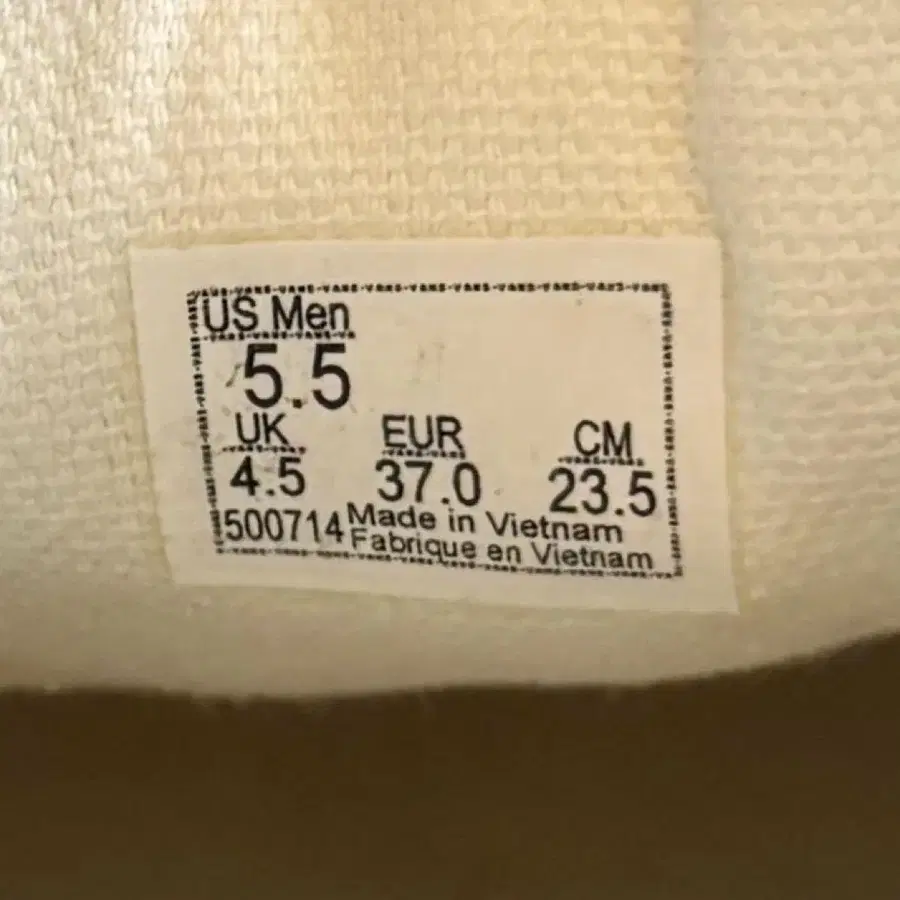 US Men
5.5
UK EUR CM
4.5 37.0 23.5
500714 Made in Vietnam
Fabrique en Vietnam